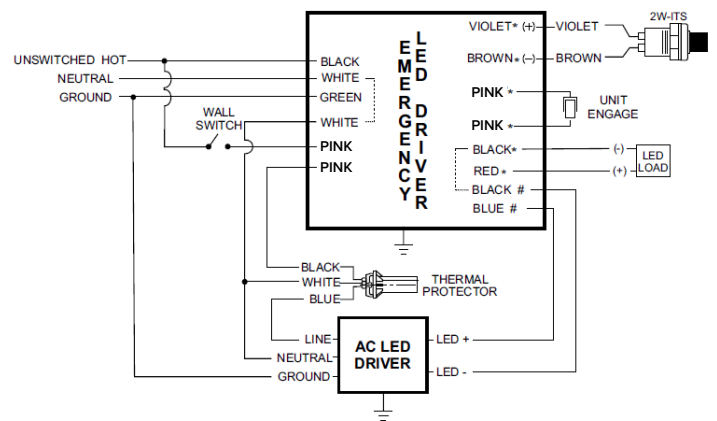 2W-ITS
VIOLET* (+) VIOLET
BROWN* (–) BROWN
UNSWITCHED HOT
NEUTRAL
GROUND
BLACK
WHITE
GREEN
WHITE
PINK
PINK
WALL
SWITCH
EMERGENCY
LED DRIVER
PINK *
PINK *
UNIT
ENGAGE
BLACK*
RED*
BLACK #
BLUE #
(-)
(+)
LED
LOAD
BLACK
WHITE
BLUE
THERMAL
PROTECTOR
LINE
NEUTRAL
GROUND
AC LED
DRIVER
LED +
LED -